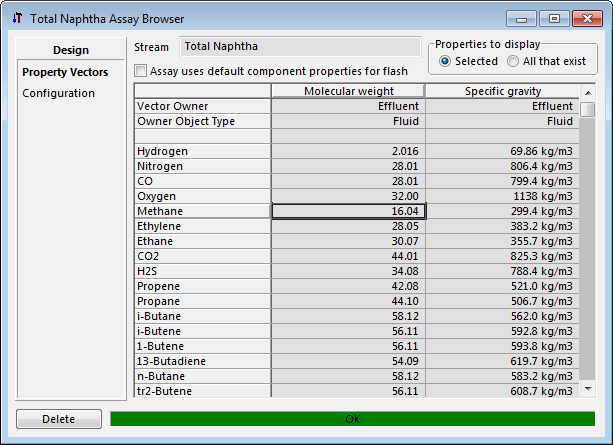 Total Naphtha Assay Browser
Design
Property Vectors
Configuration
Stream Total Naphtha
Properties to display
Selected All that exist
Assay uses default component properties for flash
Molecular weight Specific gravity
Vector Owner Effluent Effluent
Owner Object Type Fluid Fluid
Hydrogen 2.016 69.86 kg/m3
Nitrogen 28.01 806.4 kg/m3
CO 28.01 799.4 kg/m3
Oxygen 32.00 1138 kg/m3
Methane 16.04 299.4 kg/m3
Ethylene 28.05 383.2 kg/m3
Ethane 30.07 355.7 kg/m3
CO2 44.01 825.3 kg/m3
H2S 34.08 788.4 kg/m3
Propene 42.08 521.0 kg/m3
Propane 44.10 506.7 kg/m3
i-Butane 58.12 562.0 kg/m3
i-Butene 56.11 592.8 kg/m3
1-Butene 56.11 593.8 kg/m3
13-Butadiene 54.09 619.7 kg/m3
n-Butane 58.12 583.2 kg/m3
tr2-Butene 56.11 608.7 kg/m3
Delete OK